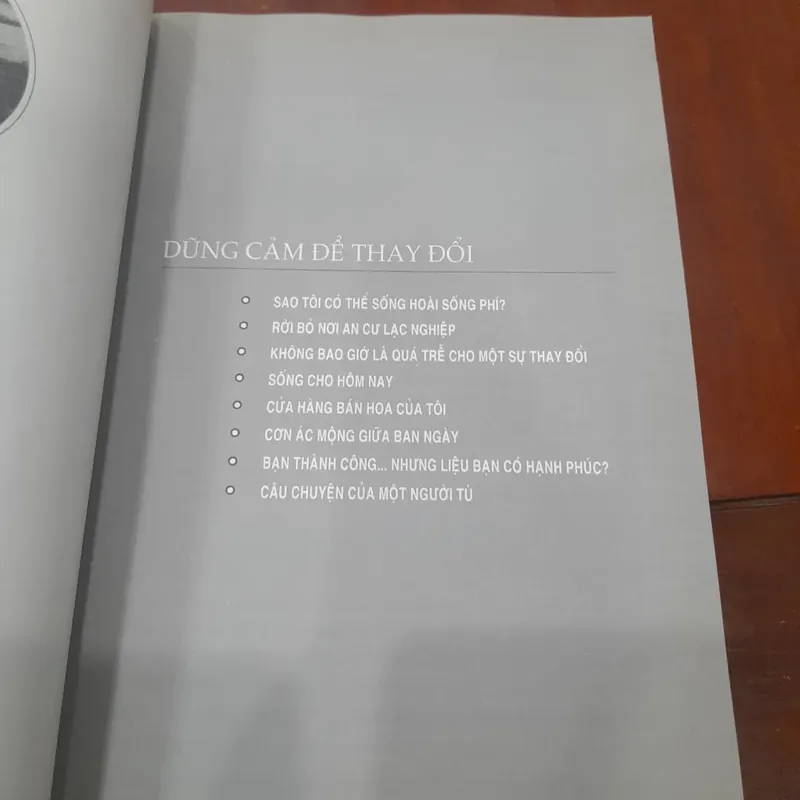 DŨNG CẢM ĐỂ THAY ĐỔI
SAO TÔI CÓ THỂ SỐNG HOÀI SỐNG PHÍ?
RỜI BỎ NƠI AN CƯ LẠC NGHIỆP
KHÔNG BAO GIỜ LÀ QUÁ TRỄ CHO MỘT SỰ THAY ĐỔI
SỐNG CHO HÔM NAY
CỬA HÀNG BÁN HOA CỦA TÔI
CƠN ÁC MỘNG GIỮA BAN NGÀY
BẠN THÀNH CÔNG... NHƯNG LIỆU BẠN CÓ HẠNH PHÚC?
CÂU CHUYỆN CỦA MỘT NGƯỜI TÙ